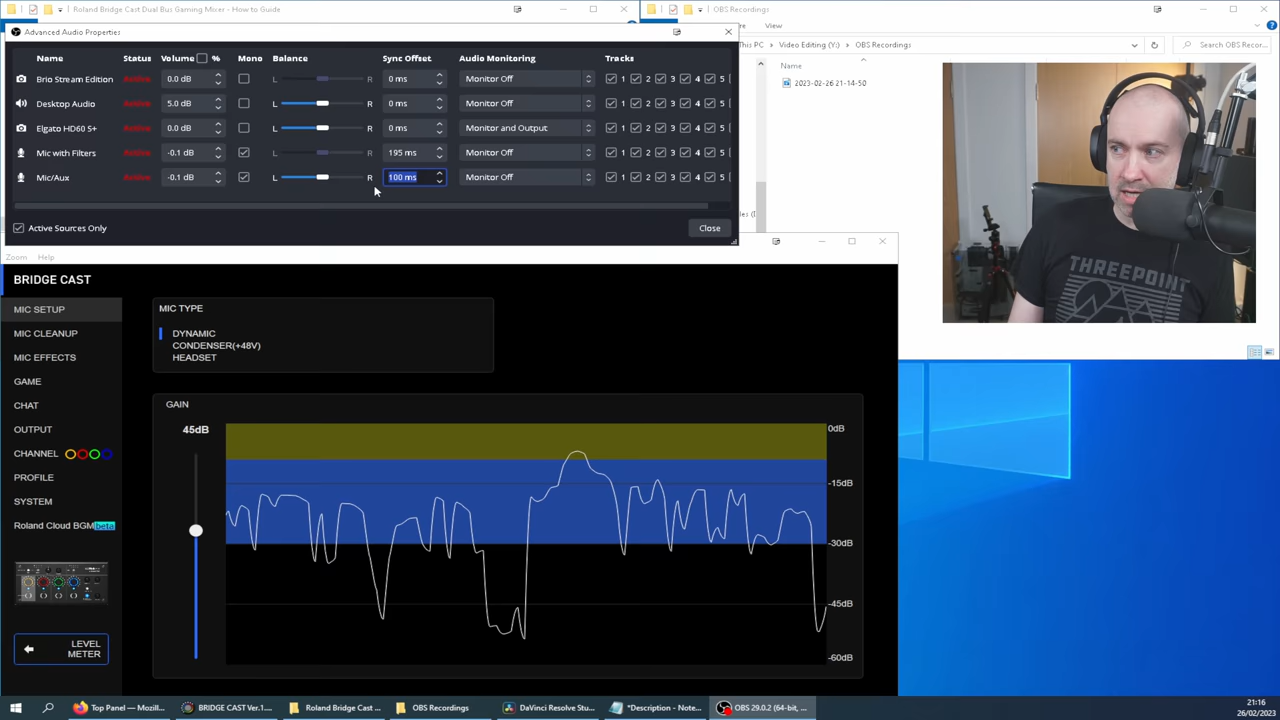 Roland Bridge Cast Dual Bus Gaming Mixer - How to Guide
OBS Recordings
Advanced Audio Properties
Name Status Volume % Mono Balance Sync Offset Audio Monitoring Tracks
Brio Stream Edition Active 0.0 dB L R 0 ms Monitor Off 1 2 3 4 5
Desktop Audio Active 5.0 dB L R 0 ms Monitor Off 1 2 3 4 5
Elgato HD60 S+ Active 0.0 dB L R 0 ms Monitor and Output 1 2 3 4 5
Mic with Filters Active -0.1 dB L R 195 ms Monitor Off 1 2 3 4 5
Mic/Aux Active -0.1 dB L R 100 ms Monitor Off 1 2 3 4 5
Active Sources Only
Close
are View
This PC Video Editing (Y:) OBS Recordings
Search OBS Recor...
Name
2023-02-26 21-14-50
THREEPOINT
Zoom Help
BRIDGE CAST
MIC SETUP
MIC CLEANUP
MIC EFFECTS
GAME
CHAT
OUTPUT
CHANNEL
PROFILE
SYSTEM
Roland Cloud BGM beta
LEVEL
METER
MIC TYPE
DYNAMIC
CONDENSER(+48V)
HEADSET
GAIN
45dB
0dB
-15dB
-30dB
-45dB
-60dB
Top Panel — Mozill...
BRIDGE CAST Ver.1....
Roland Bridge Cast ...
OBS Recordings
DaVinci Resolve Stu...
*Description - Note...
OBS 29.0.2 (64-bit, ...
21:16
26/02/2023